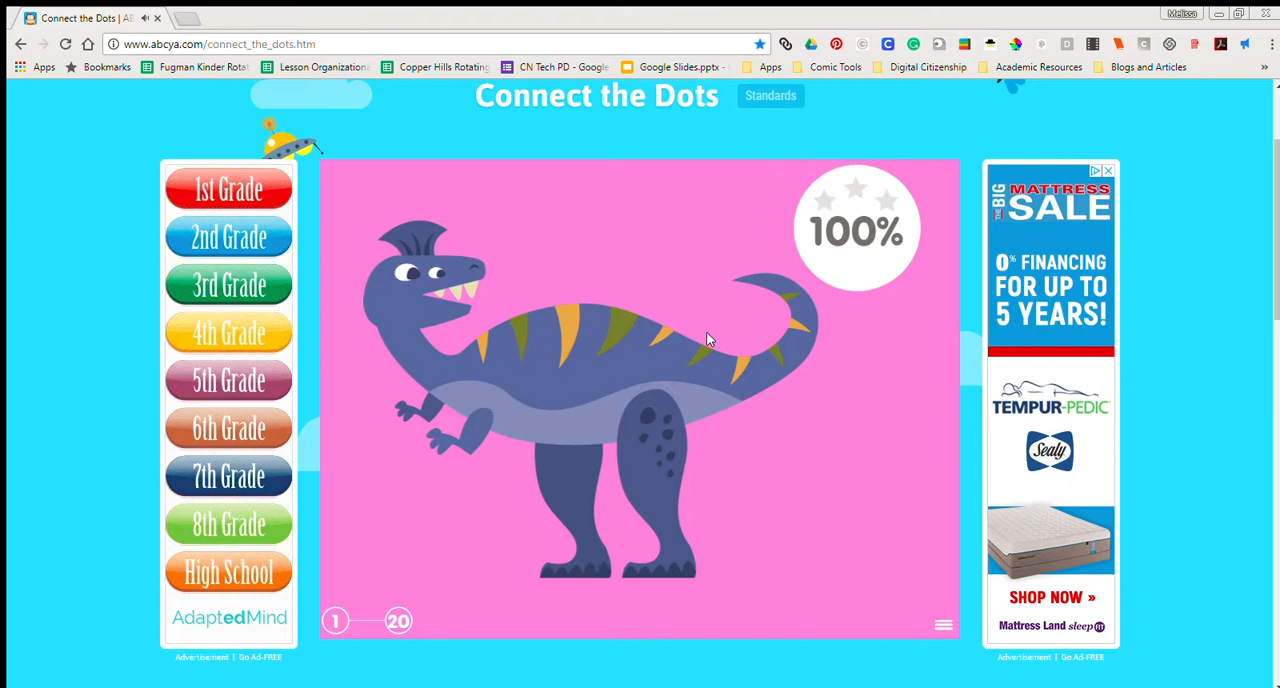 Connect the Dots | AB
Melissa
www.abcya.com/connect_the_dots.htm
Apps
Bookmarks
Fugman Kinder Rotat
Lesson Organizationa
Copper Hills Rotating
CN Tech PD - Google
Google Slides.pptx -
Apps
Comic Tools
Digital Citizenship
Academic Resources
Blogs and Articles
»
Connect the Dots
Standards
1st Grade
2nd Grade
3rd Grade
4th Grade
5th Grade
6th Grade
7th Grade
8th Grade
High School
AdaptedMind
Advertisement | Go Ad-FREE
100%
1
20
THE BIG
MATTRESS
SALE
0% FINANCING
FOR UP TO
5 YEARS!
TEMPUR-PEDIC
Sealy
SHOP NOW »
Mattress Land sleep FIT
Advertisement | Go Ad-FREE